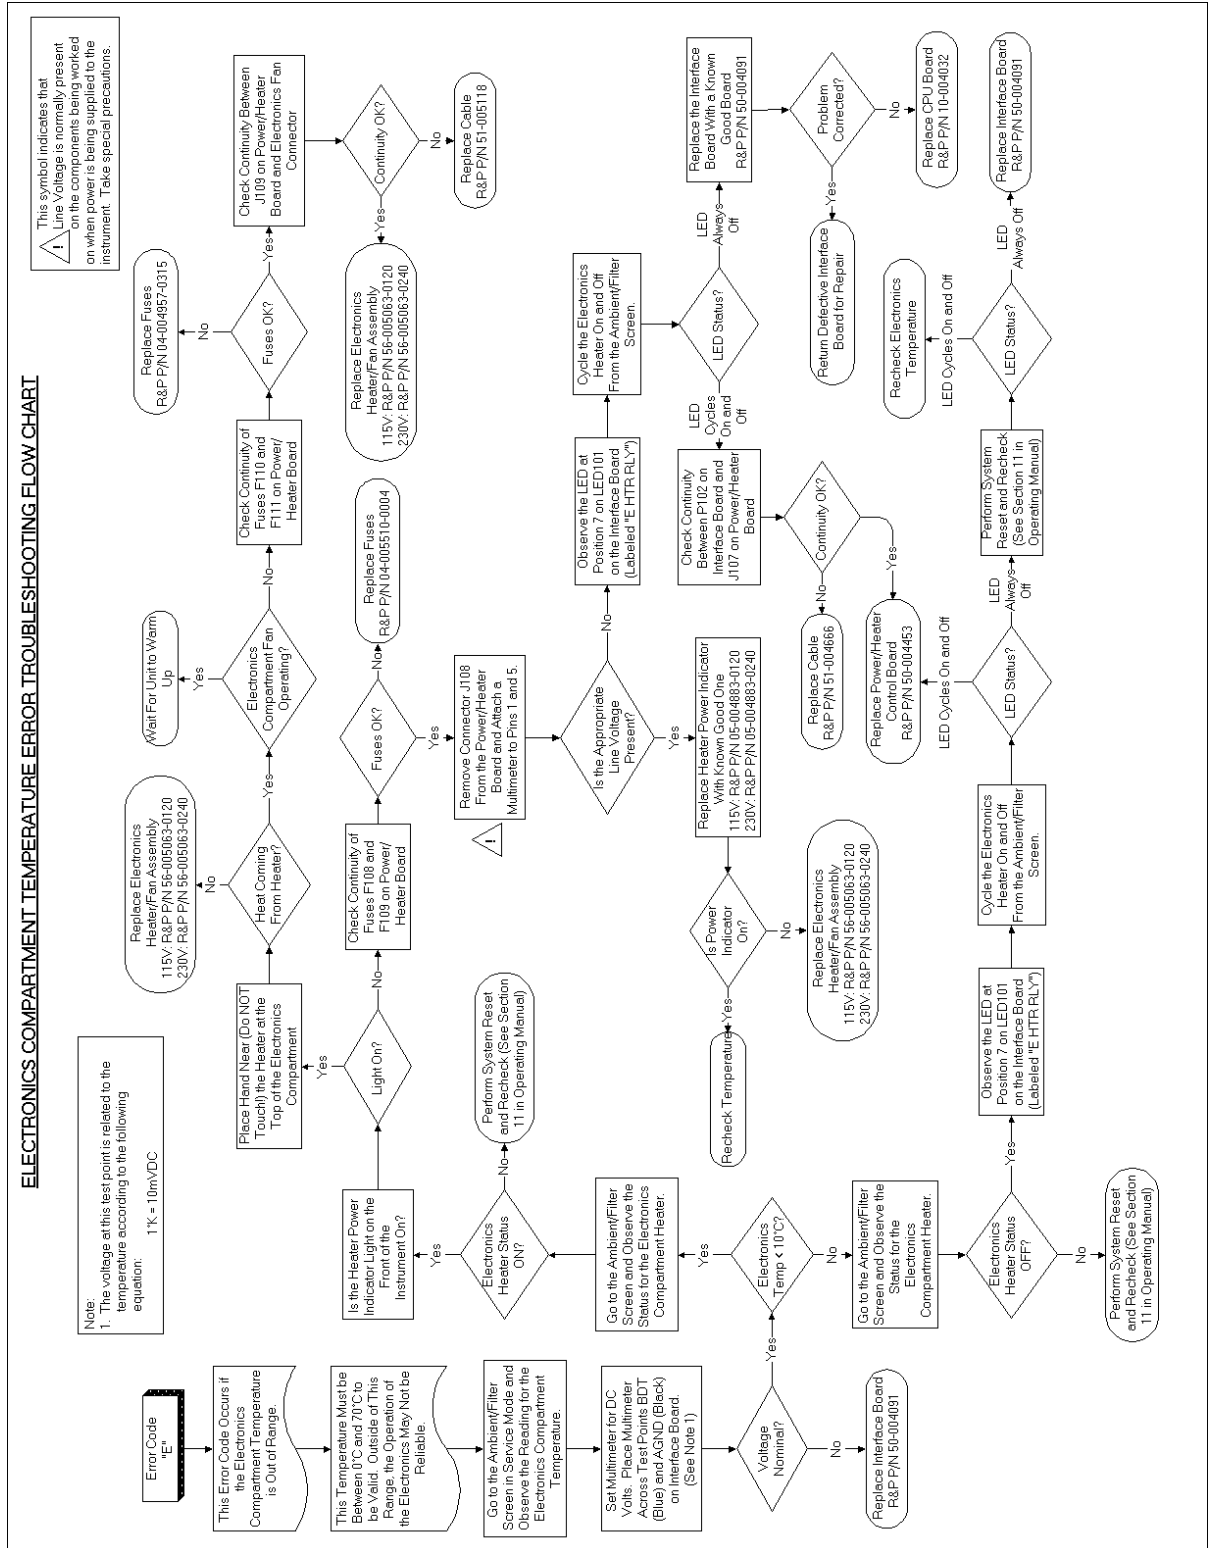 ELECTRONICS COMPARTMENT TEMPERATURE ERROR TROUBLESHOOTING FLOW CHART
Error Code
"E"
This Error Code Occurs if
the Electronics
Compartment Temperature
is Out of Range.
This Temperature Must be
Between 0°C and 70°C to
be Valid. Outside of This
Range, the Operation of
the Electronics May Not be
Reliable.
Go to the Ambient/Filter
Screen in Service Mode and
Observe the Reading for the
Electronics Compartment
Temperature.
Set Multimeter for DC
Volts. Place Multimeter
Across Test Points BDT
(Blue) and AGND (Black)
on Interface Board.
(See Note 1)
Voltage
Nominal?
No
Replace Interface Board
R&P P/N 50-004091
Yes
Note:
1. The voltage at this test point is related to the
temperature according to the following
equation:
1°K = 10mVDC
Electronics
Temp < 10°C?
Yes
Go to the Ambient/Filter
Screen and Observe the
Status for the Electronics
Compartment Heater.
Electronics
Heater Status
ON?
No
Perform System Reset
and Recheck (See Section
11 in Operating Manual)
Yes
Is the Heater Power
Indicator Light on the
Front of the
Instrument On?
Light On?
Yes
Place Hand Near (Do NOT
Touch!) the Heater at the
Top of the Electronics
Compartment
Heat Coming
From Heater?
No
Replace Electronics
Heater/Fan Assembly
115V: R&P P/N 56-005063-0120
230V: R&P P/N 56-005063-0240
Yes
Electronics
Compartment Fan
Operating?
Yes
Wait For Unit to Warm
Up
No
Check Continuity of
Fuses F110 and
F111 on Power/
Heater Board
Fuses OK?
No
Replace Fuses
R&P P/N 04-004957-0315
Yes
Check Continuity Between
J109 on Power/Heater
Board and Electronics Fan
Connector
Continuity OK?
Yes
Replace Electronics
Heater/Fan Assembly
115V: R&P P/N 56-005063-0120
230V: R&P P/N 56-005063-0240
No
Replace Cable
R&P P/N 51-005118
! This symbol indicates that
Line Voltage is normally present
on the components being worked
on when power is being supplied to the
instrument. Take special precautions.
No
Check Continuity of
Fuses F108 and
F109 on Power/
Heater Board
Fuses OK?
No
Replace Fuses
R&P P/N 04-005510-0004
Yes
!
Remove Connector J108
From the Power/Heater
Board and Attach a
Multimeter to Pins 1 and 5.
Is the Appropriate
Line Voltage
Present?
Yes
Replace Heater Power Indicator
With Known Good One
115V: R&P P/N 05-004883-0120
230V: R&P P/N 05-004883-0240
Is Power
Indicator
On?
Yes
Recheck Temperature
No
Replace Electronics
Heater/Fan Assembly
115V: R&P P/N 56-005063-0120
230V: R&P P/N 56-005063-0240
No
Observe the LED at
Position 7 on LED101
on the Interface Board
(Labeled "E HTR RLY")
Cycle the Electronics
Heater On and Off
From the Ambient/Filter
Screen.
LED Status?
LED
Cycles
On and
Off
Check Continuity
Between P102 on
Interface Board and
J107 on Power/Heater
Board
Continuity OK?
No
Replace Cable
R&P P/N 51-004666
Yes
Replace Power/Heater
Control Board
R&P P/N 50-004453
LED
Always
Off
Replace the Interface
Board With a Known
Good Board
R&P P/N 50-004091
Problem
Corrected?
Yes
Return Defective Interface
Board for Repair
No
Replace CPU Board
R&P P/N 10-004032
No
Go to the Ambient/Filter
Screen and Observe the
Status for the
Electronics
Compartment Heater.
Electronics
Heater Status
OFF?
No
Perform System Reset
and Recheck (See Section
11 in Operating Manual)
Yes
Observe the LED at
Position 7 on LED101
on the Interface Board
(Labeled "E HTR RLY")
Cycle the Electronics
Heater On and Off
From the Ambient/Filter
Screen.
LED Status?
LED Cycles On and Off
LED
Always
Off
Perform System
Reset and Recheck
(See Section 11 in
Operating Manual)
LED Status?
LED Cycles On and Off
Recheck Electronics
Temperature
LED
Always Off
Replace Interface Board
R&P P/N 50-004091